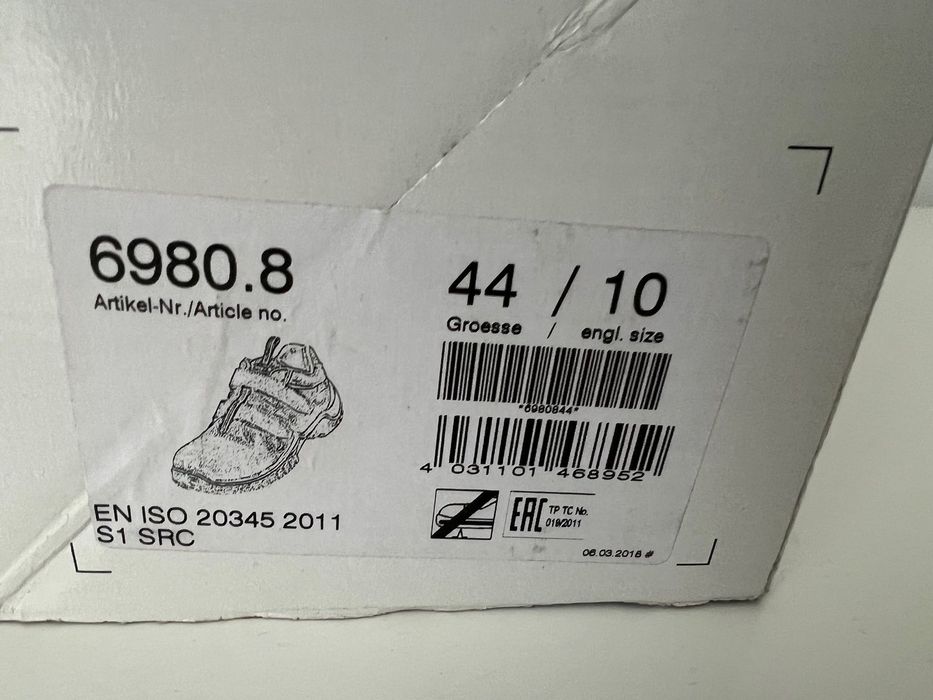 6980.8
Artikel-Nr./Article no.
44 / 10
Groesse / engl. size
*6980844*
4 031101 468952
EN ISO 20345 2011
S1 SRC
EAC TP TC No.
019/2011
06.03.2018 #